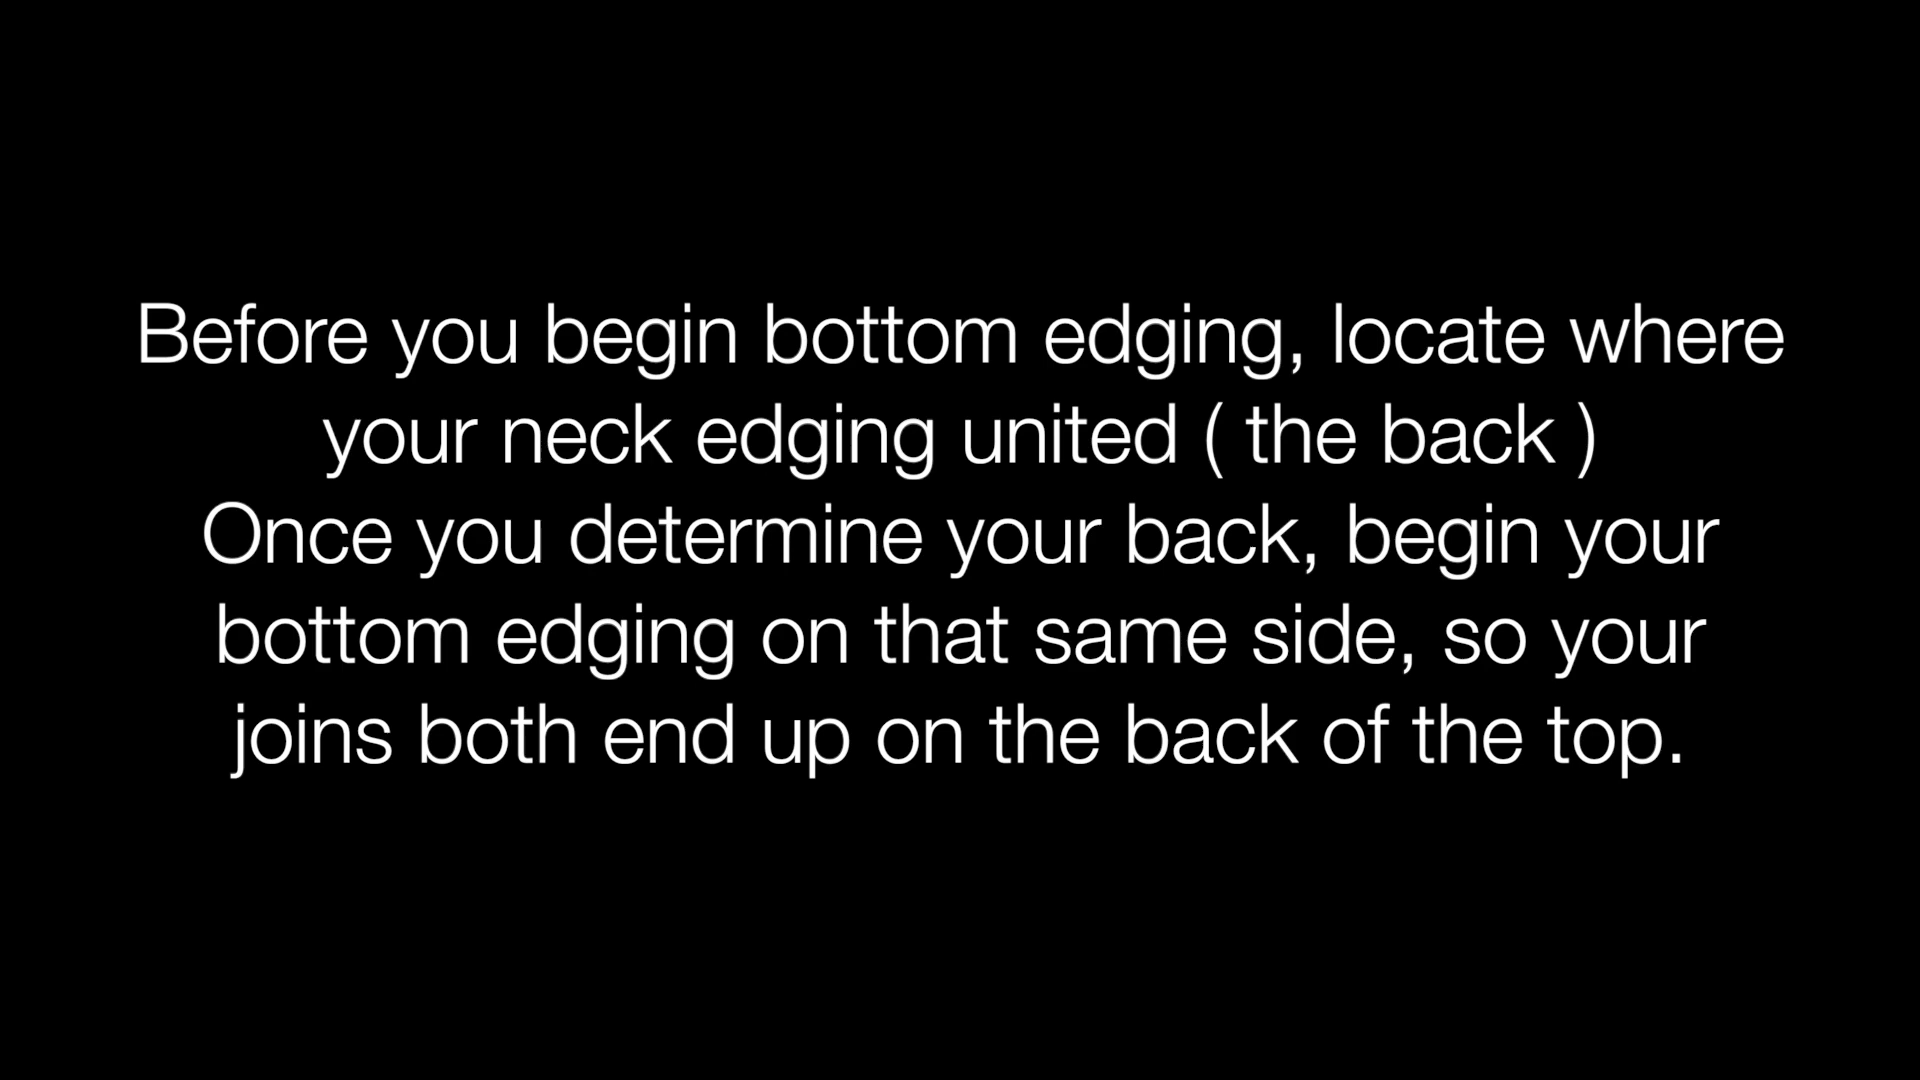 Before you begin bottom edging, locate where
your neck edging united ( the back )
Once you determine your back, begin your
bottom edging on that same side, so your
joins both end up on the back of the top.